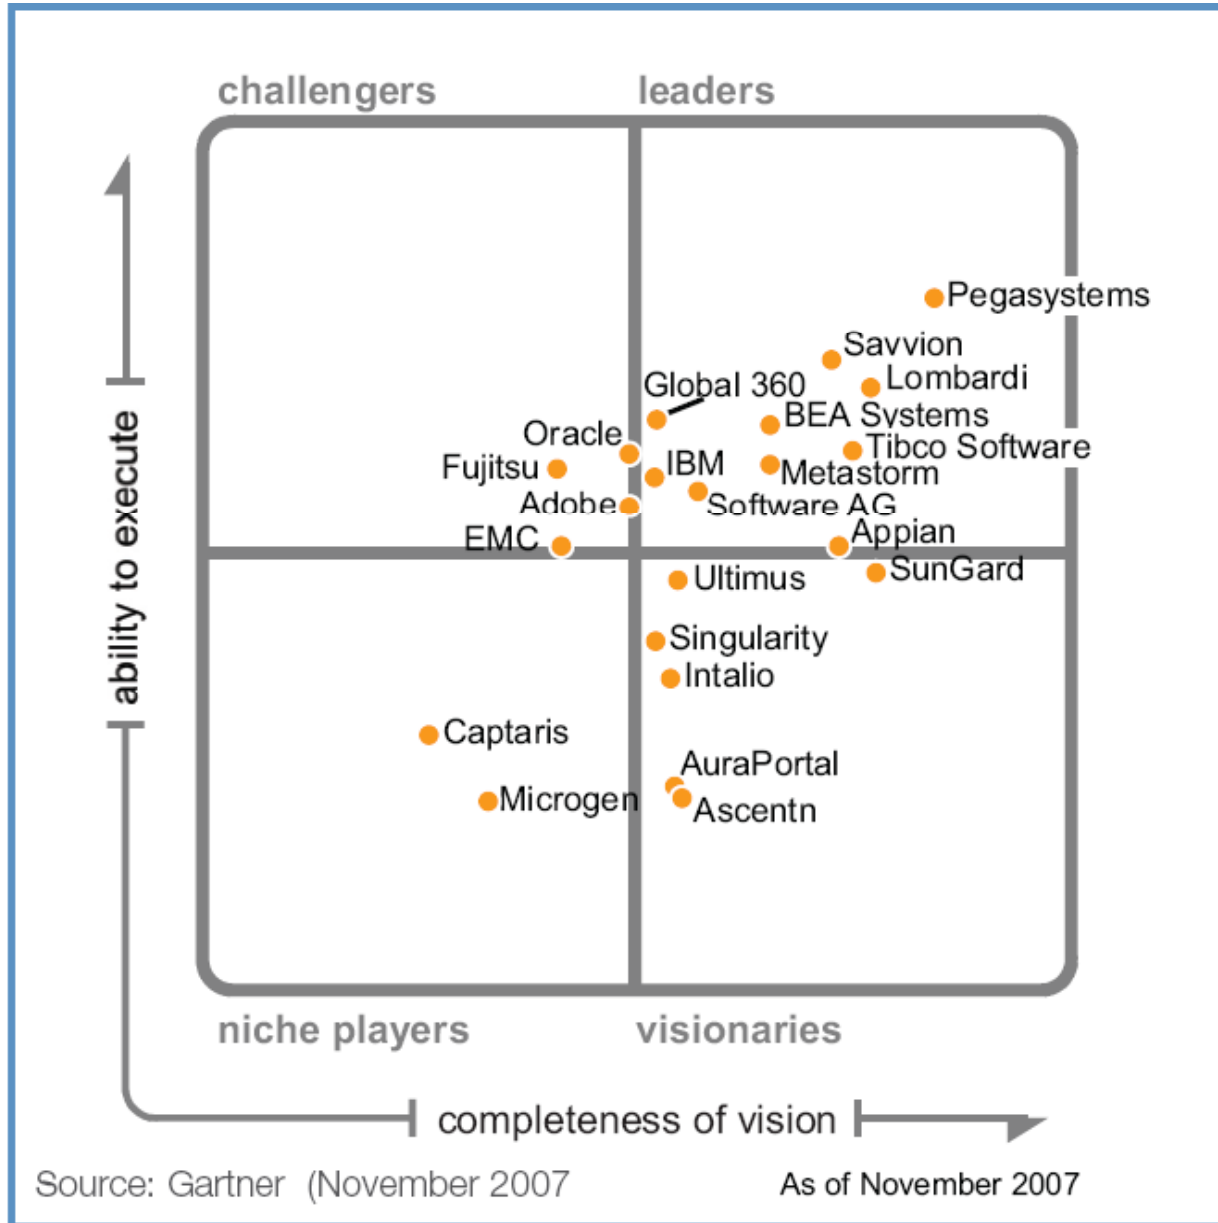 challengers
leaders
Pegasystems
Savvion
Lombardi
Global 360
BEA Systems
Oracle
Tibco Software
Fujitsu
IBM
Metastorm
Adobe
Software AG
EMC
Appian
SunGard
Ultimus
Singularity
Intalio
Captaris
AuraPortal
Microgen
Ascentn
ability to execute
niche players
visionaries
completeness of vision
Source: Gartner (November 2007
As of November 2007